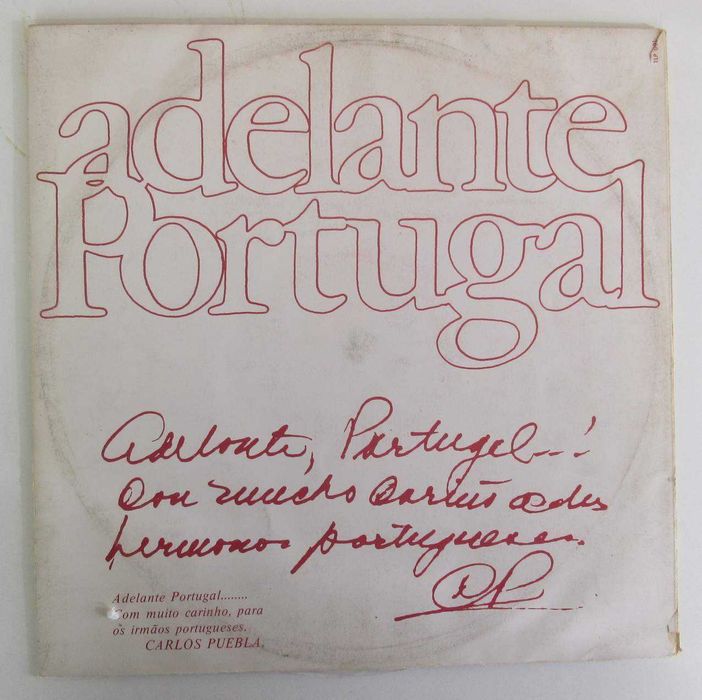 adelante
Portugal
Adelante, Portugal...!
Con mucho cariño a los
hermanos portugueses.
CP
Adelante Portugal........
Com muito carinho, para
os irmãos portugueses.
CARLOS PUEBLA.